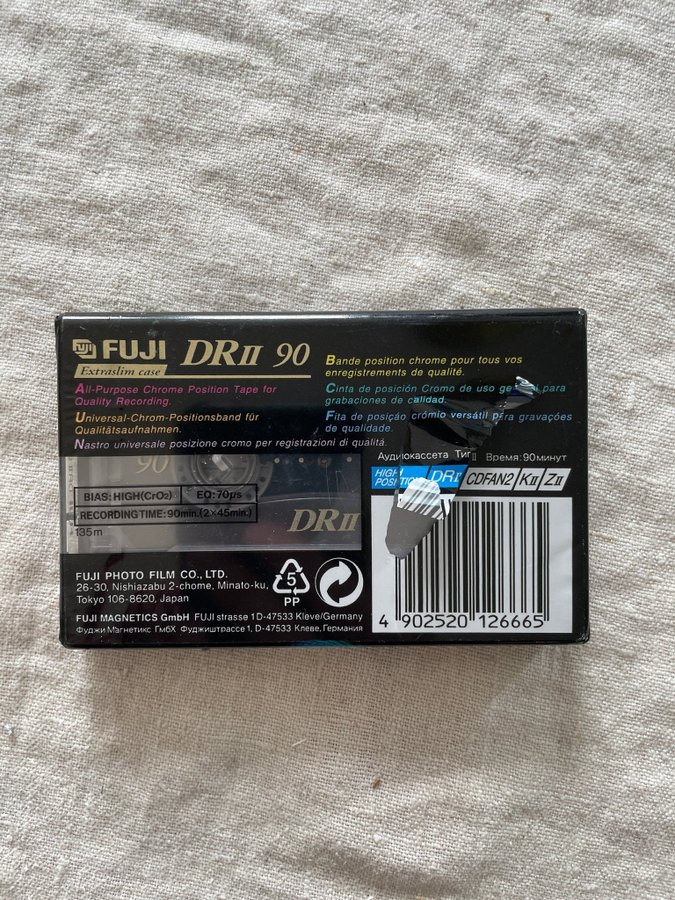 FUJI FUJI DRII 90
Extraslim case
All-Purpose Chrome Position Tape for
Quality Recording.
Universal-Chrom-Positionsband für
Qualitätsaufnahmen.
Nastro universale posizione cromo per registrazioni di qualità.
Bande position chrome pour tous vos
enregistrements de qualité.
Cinta de posición Cromo de uso para
grabaciones de calidad.
Fita de posição crómio versátil para gravações
de qualidade.
Аудиокассета Тип II Время: 90минут
HIGH POSITION DRII CDFAN2 KII ZII
90
BIAS: HIGH(CrO2) EQ: 70μs
RECORDING TIME: 90min.(2×45min.)
135m
DRII
FUJI PHOTO FILM CO., LTD.
26-30, Nishiazabu 2-chome, Minato-ku,
Tokyo 106-8620, Japan
5
PP
FUJI MAGNETICS GmbH FUJI strasse 1 D-47533 Kleve/Germany
Фуджи Магнетикс ГмбХ Фуджиштрассе 1, D-47533 Клеве, Германия
4 902520 126665